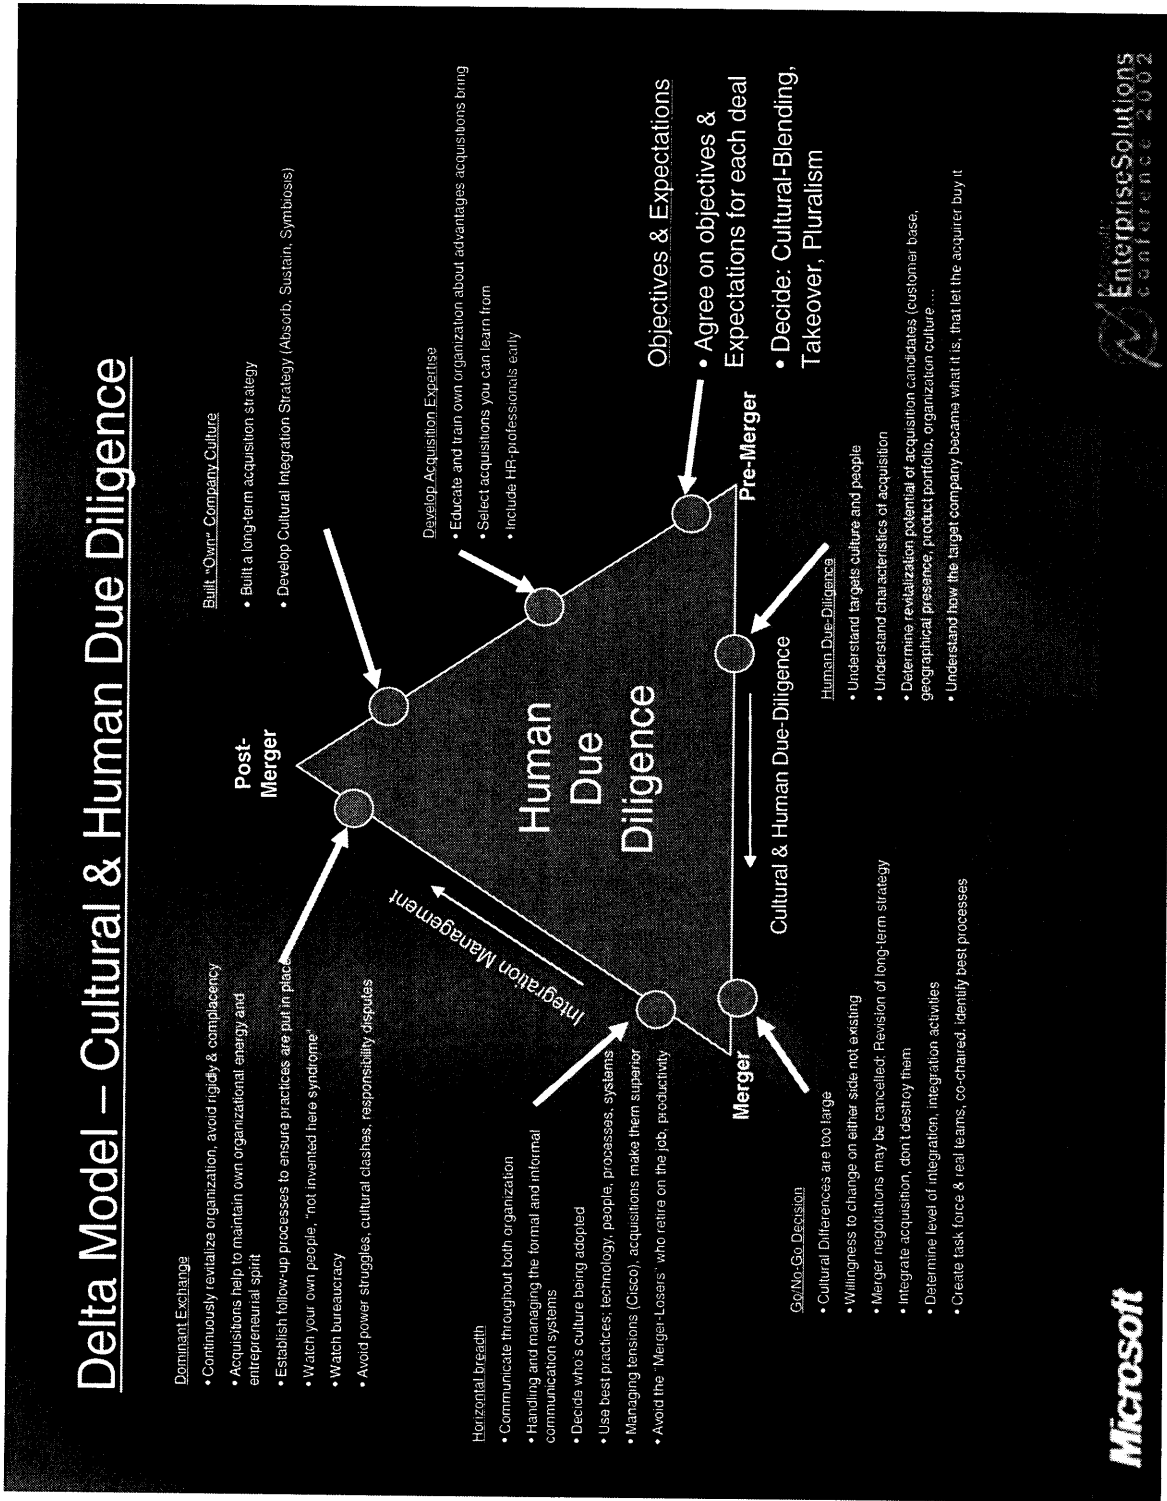 Delta Model – Cultural & Human Due Diligence
Dominant Exchange
• Continuously revitalize organization, avoid rigidly & complacency
• Acquisitions help to maintain own organizational energy and
entrepreneurial spirit
• Establish follow-up processes to ensure practices are put in place
• Watch your own people, "not invented here syndrome"
• Watch bureaucracy
• Avoid power struggles, cultural clashes, responsibility disputes
Post-
Merger
Built "Own" Company Culture
• Built a long-term acquisition strategy
• Develop Cultural Integration Strategy (Absorb, Sustain, Symbiosis)
Develop Acquisition Expertise
• Educate and train own organization about advantages acquisitions bring
• Select acquisitions you can learn from
• Include HR-professionals early
Integration Management
Horizontal breadth
• Communicate throughout both organization
• Handling and managing the formal and informal
communication systems
• Decide who's culture being adopted
• Use best practices; technology, people, processes, systems
• Managing tensions (Cisco), acquisitions make them superior
• Avoid the "Merger-Losers" who retire on the job, productivity
Human
Due
Diligence
Objectives & Expectations
• Agree on objectives &
Expectations for each deal
• Decide: Cultural-Blending,
Takeover, Pluralism
Merger
Pre-Merger
Cultural & Human Due-Diligence
Go/No-Go Decision
• Cultural Differences are too large
• Willingness to change on either side not existing
• Merger negotiations may be cancelled; Revision of long-term strategy
• Integrate acquisition, don't destroy them
• Determine level of integration, integration activities
• Create task force & real teams, co-chaired, identify best processes
Human Due-Diligence
• Understand targets culture and people
• Understand characteristics of acquisition
• Determine revitalization potential of acquisition candidates (customer base,
geographical presence, product portfolio, organization culture....
• Understand how the target company became what it is, that let the acquirer buy it
Microsoft
Microsoft
EnterpriseSolutions
conference 2002